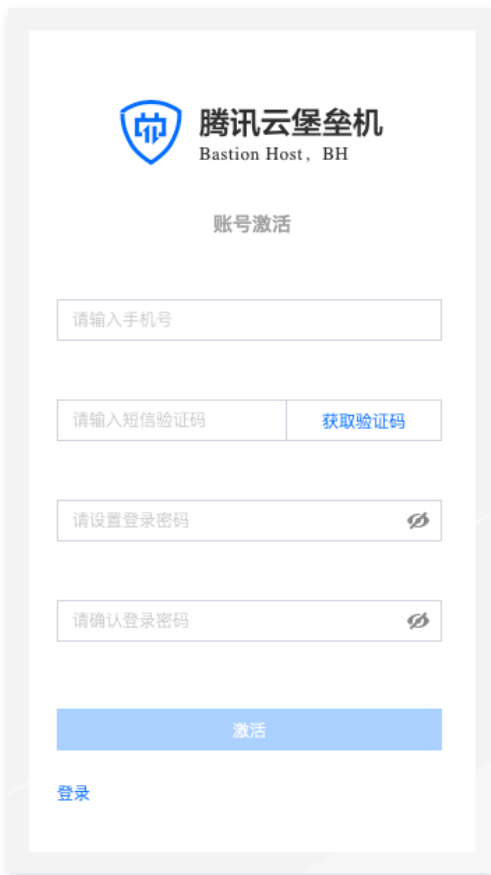 腾讯云堡垒机
Bastion Host，BH
账号激活
请输入手机号
请输入短信验证码 获取验证码
请设置登录密码
请确认登录密码
激活
登录